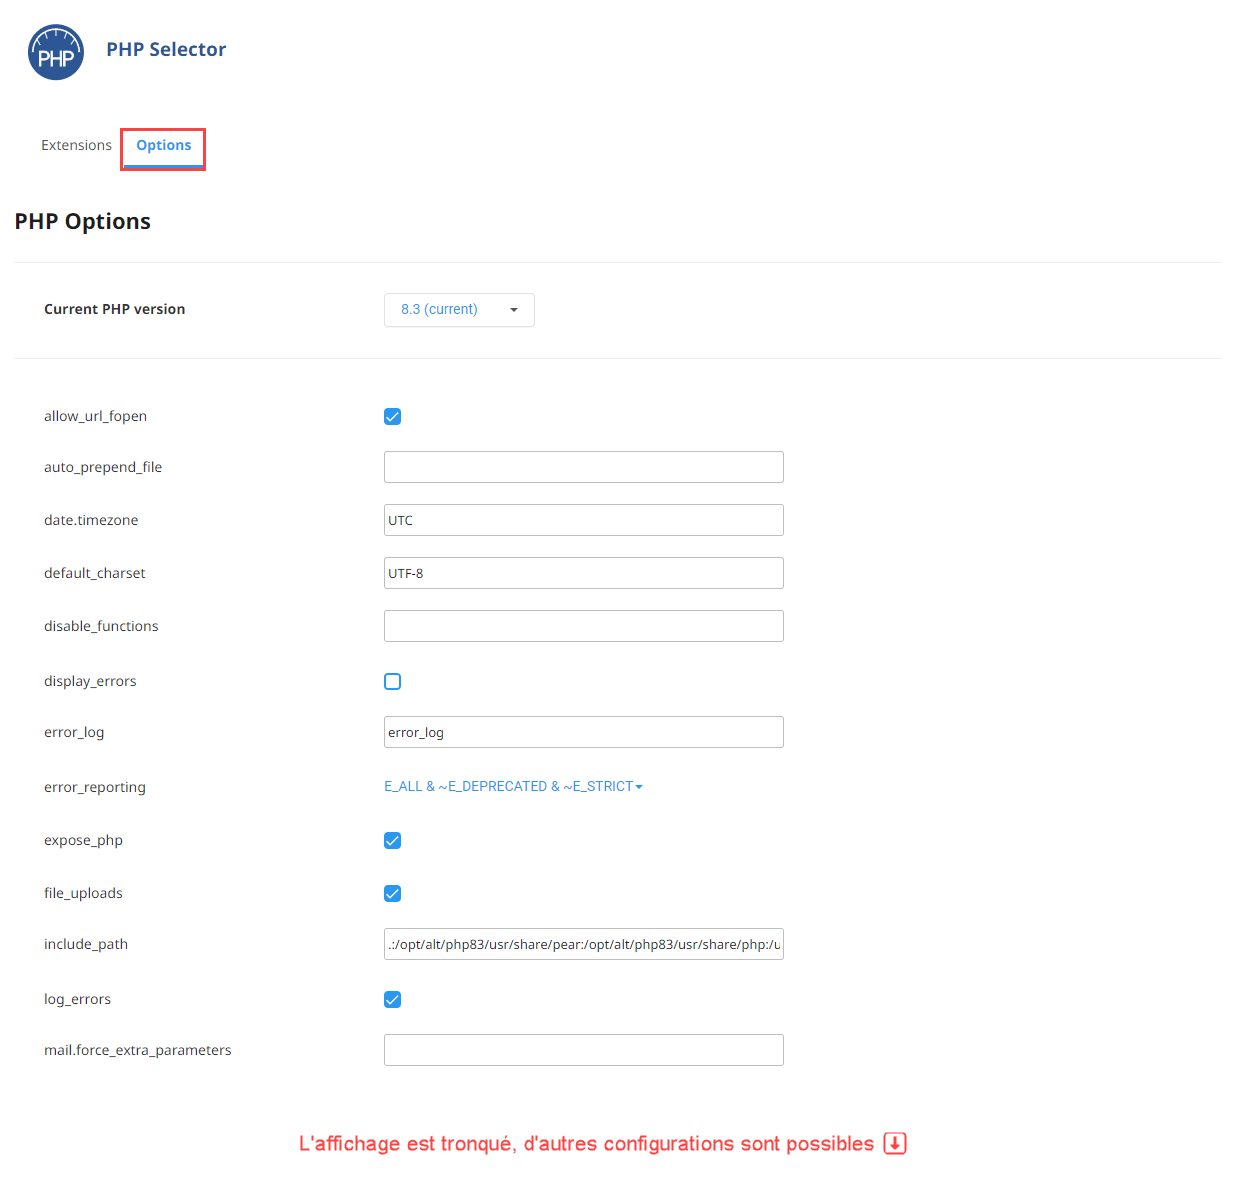 PHP
PHP Selector
Extensions
Options
PHP Options
Current PHP version
8.3 (current)
allow_url_fopen
auto_prepend_file
date.timezone
UTC
default_charset
UTF-8
disable_functions
display_errors
error_log
error_log
error_reporting
E_ALL & ~E_DEPRECATED & ~E_STRICT
expose_php
file_uploads
include_path
.:/opt/alt/php83/usr/share/pear:/opt/alt/php83/usr/share/php:/u
log_errors
mail.force_extra_parameters
L'affichage est tronqué, d'autres configurations sont possibles